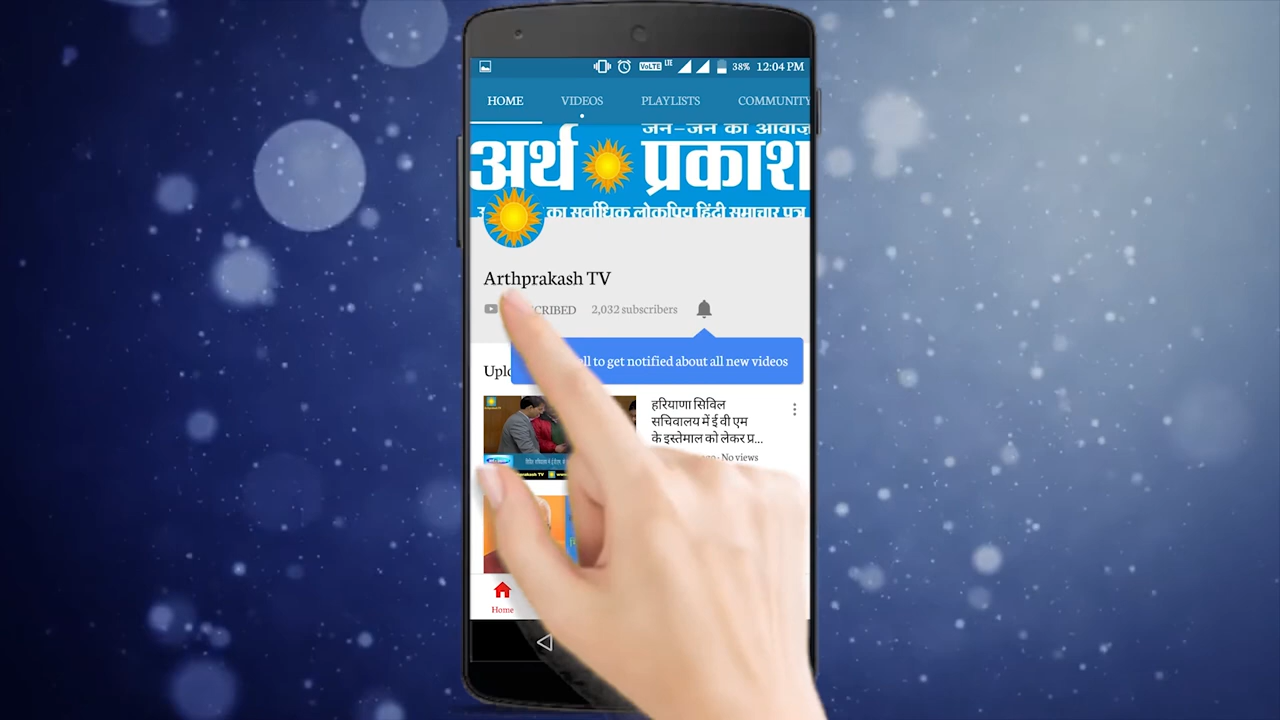 VoLTE LTE 38% 12:04 PM
HOME VIDEOS PLAYLISTS COMMUNITY
जन-जन की आवाज़
अर्थ प्रकाश
का सर्वाधिक लोकप्रिय हिंदी समाचार पत्र
Arthprakash TV
2,032 subscribers
to get notified about all new videos
हरियाणा सिविल
सचिवालय में ई वी एम
के इस्तेमाल को लेकर प्र...
No views
Home